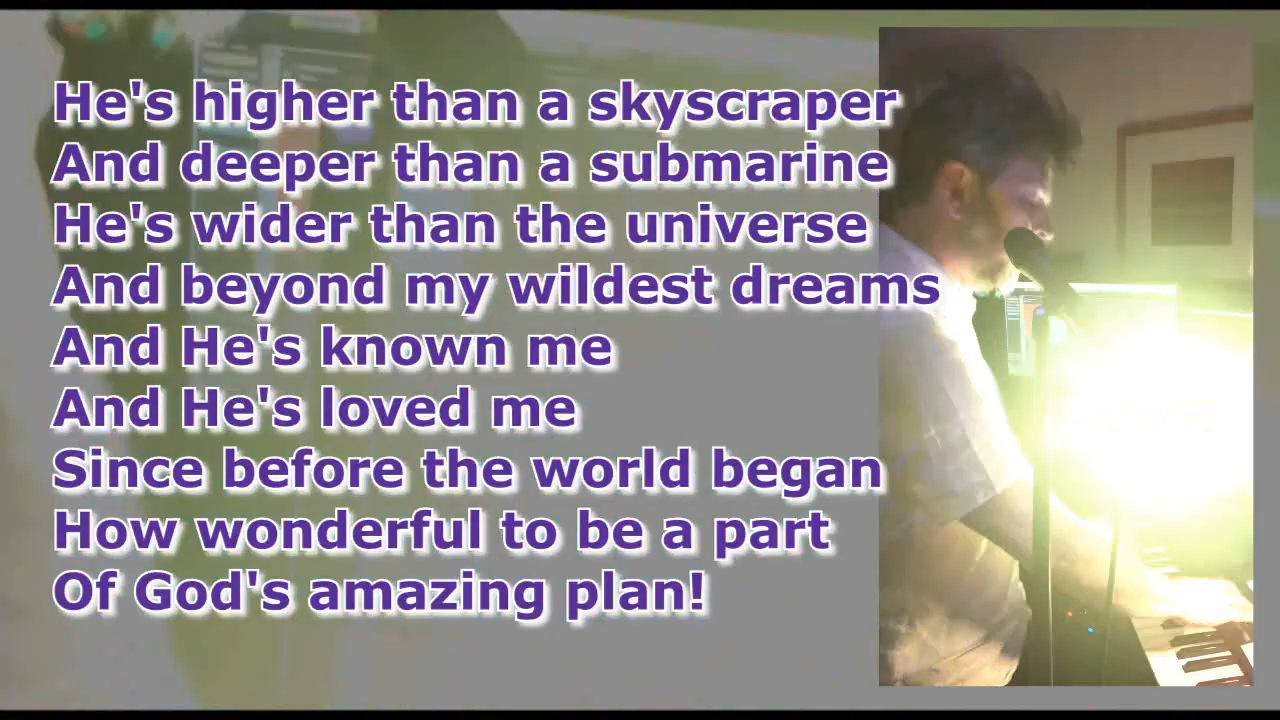 He's higher than a skyscraper
And deeper than a submarine
He's wider than the universe
And beyond my wildest dreams
And He's known me
And He's loved me
Since before the world began
How wonderful to be a part
Of God's amazing plan!